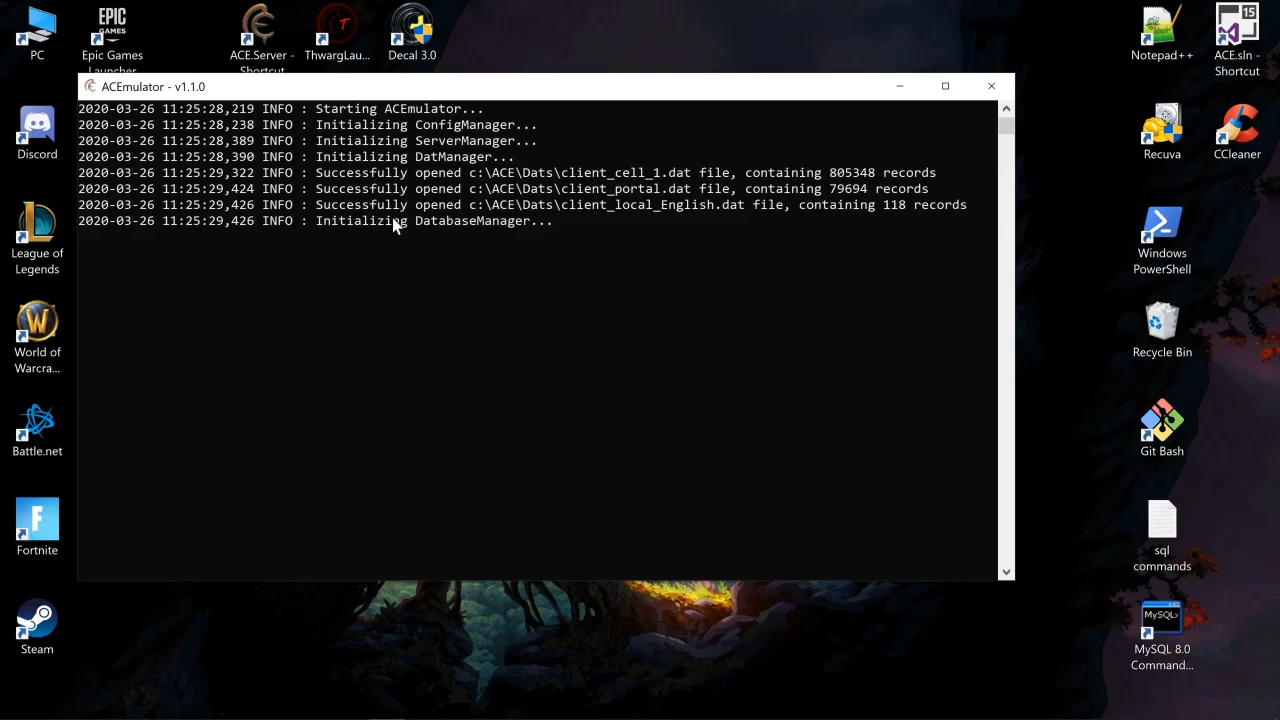 PC
EPIC
GAMES
Epic Games
Launcher
ACE.Server -
Shortcut
ThwargLau...
Decal 3.0
Notepad++
15
ACE.sln -
Shortcut
ACEmulator - v1.1.0
2020-03-26 11:25:28,219 INFO : Starting ACEmulator...
2020-03-26 11:25:28,238 INFO : Initializing ConfigManager...
2020-03-26 11:25:28,389 INFO : Initializing ServerManager...
2020-03-26 11:25:28,390 INFO : Initializing DatManager...
2020-03-26 11:25:29,322 INFO : Successfully opened c:\ACE\Dats\client_cell_1.dat file, containing 805348 records
2020-03-26 11:25:29,424 INFO : Successfully opened c:\ACE\Dats\client_portal.dat file, containing 79694 records
2020-03-26 11:25:29,426 INFO : Successfully opened c:\ACE\Dats\client_local_English.dat file, containing 118 records
2020-03-26 11:25:29,426 INFO : Initializing DatabaseManager...
Discord
League of
Legends
World of
Warcra...
Battle.net
Fortnite
Steam
Recuva
CCleaner
Windows
PowerShell
Recycle Bin
Git Bash
sql
commands
MySQL>
MySQL 8.0
Command...